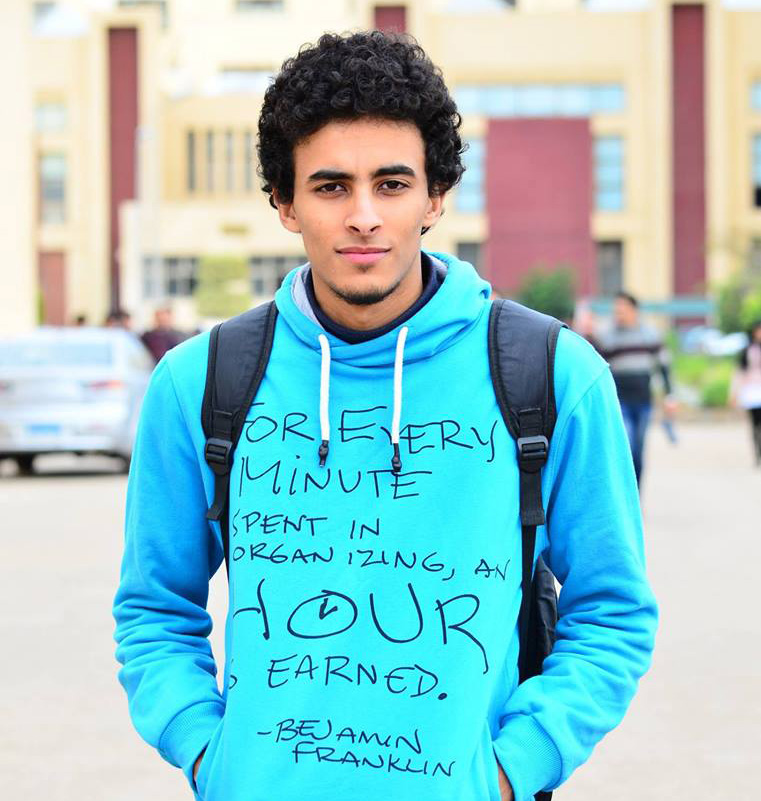 FOR EVERY
MINUTE
SPENT IN
ORGANIZING, AN
HOUR
S EARNED.
-BEJAMIN
FRANKLIN